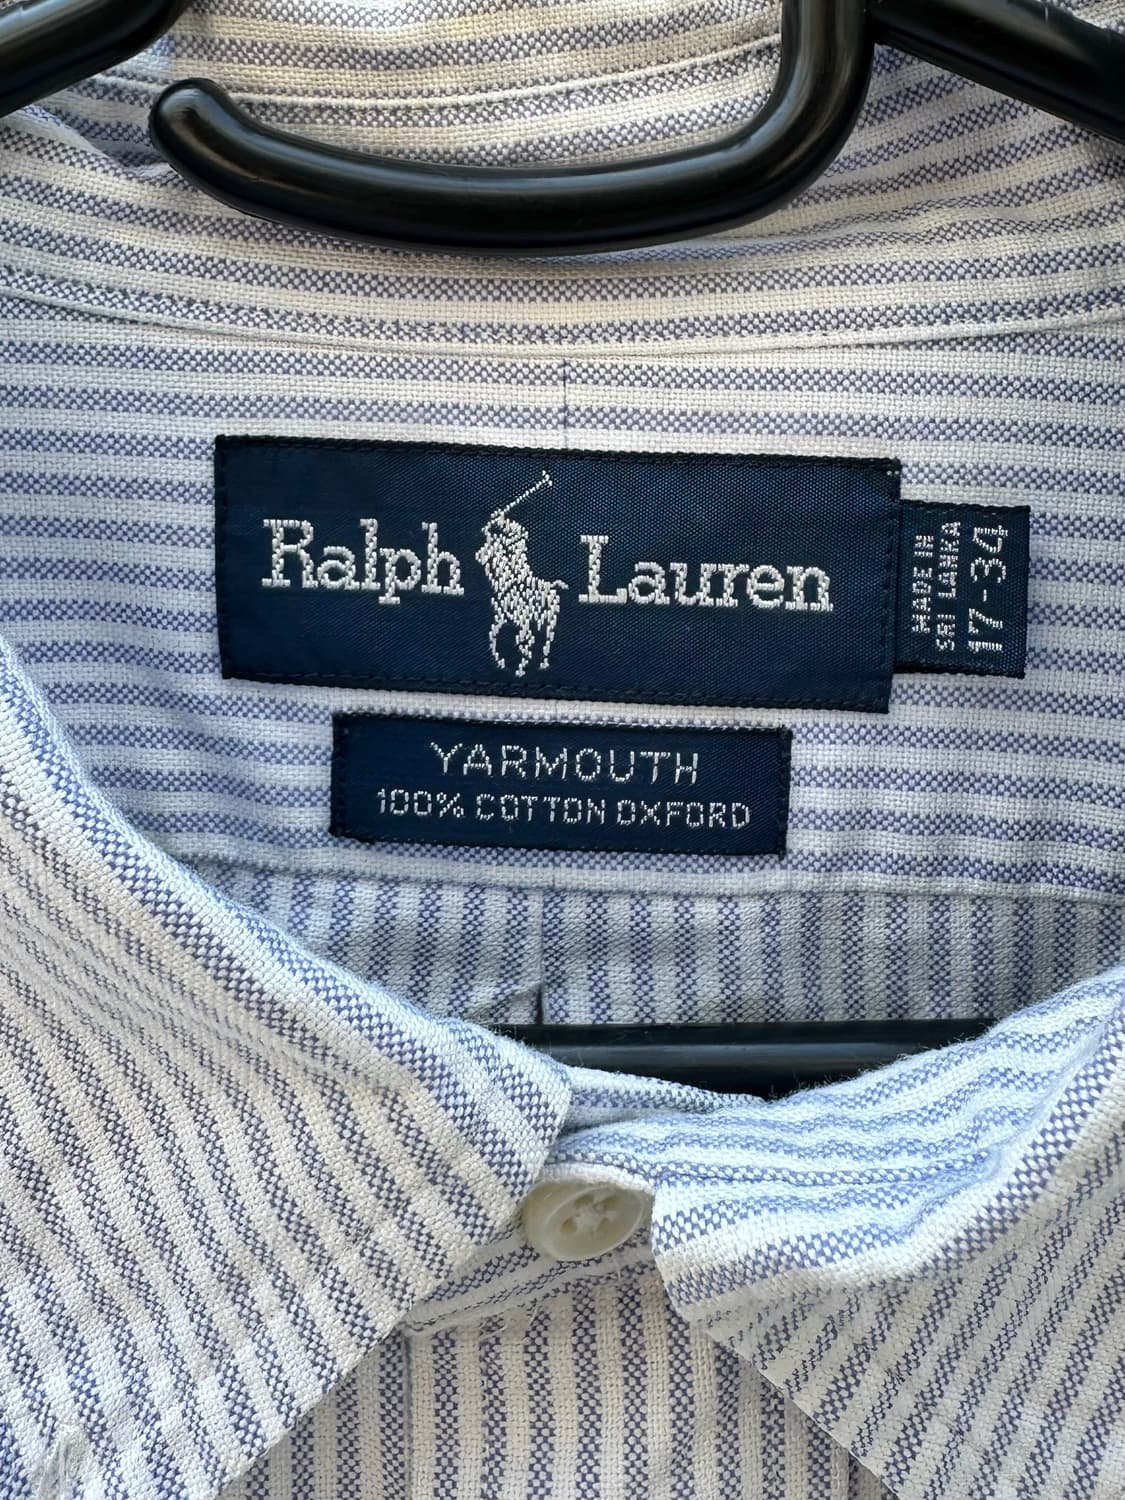 Ralph Lauren
MADE IN
SRI LANKA
17-34
YARMOUTH
100% COTTON OXFORD